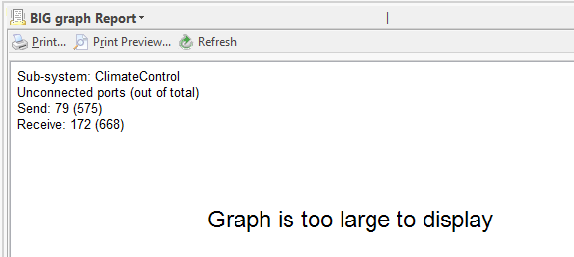 BIG graph Report
Print... Print Preview... Refresh
Sub-system: ClimateControl
Unconnected ports (out of total)
Send: 79 (575)
Receive: 172 (668)
Graph is too large to display